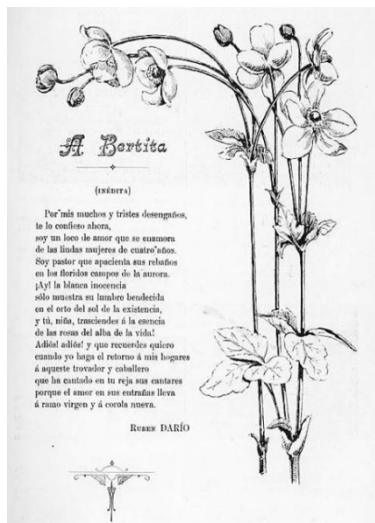 A Bertita
(INÉDITA)
Por mis muchos y tristes desengaños,
te lo confieso ahora,
soy un loco de amor que se enamora
de las lindas mujeres de cuatro años.
Soy pastor que apacienta sus rebaños
en los floridos campos de la aurora.
¡Ay! la blanca inocencia
sólo muestra su lumbre bendecida
en el orto del sol de la existencia,
y tú, niña, trasciendes á la esencia
de las rosas del alba de la vida!
Adiós! adiós! y que recuerdes quiero
cuando yo haga el retorno á mis hogares
á aqueste trovador y caballero
que ha cantado en tu reja sus cantares
porque el amor en sus entrañas lleva
á ramo virgen y á corola nueva.
RUBEN DARÍO